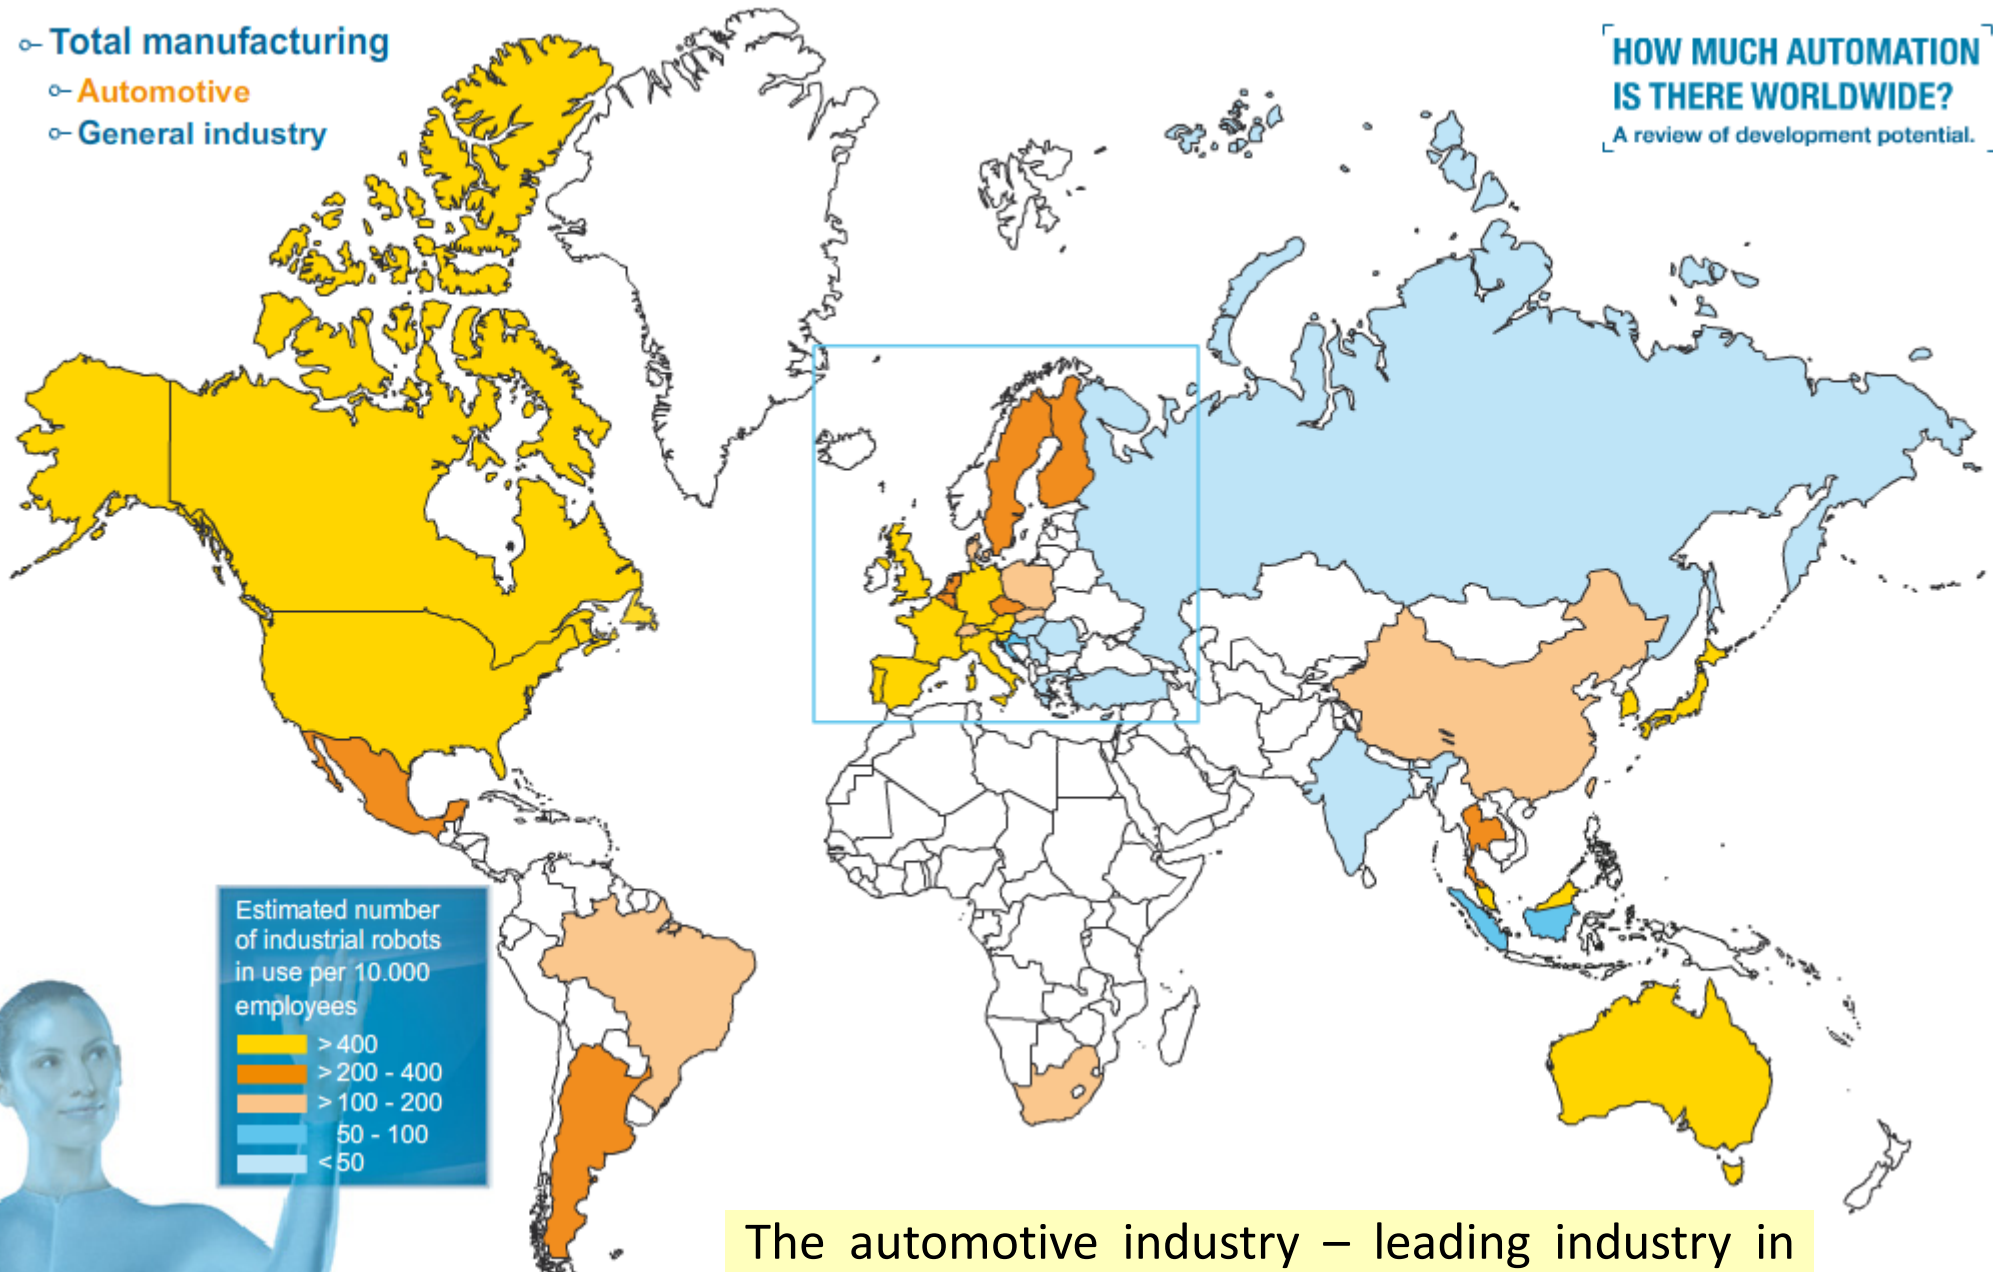 Total manufacturing
Automotive
General industry
HOW MUCH AUTOMATION
IS THERE WORLDWIDE?
A review of development potential.
Estimated number
of industrial robots
in use per 10.000
employees
> 400
> 200 - 400
> 100 - 200
50 - 100
< 50
The automotive industry – leading industry in